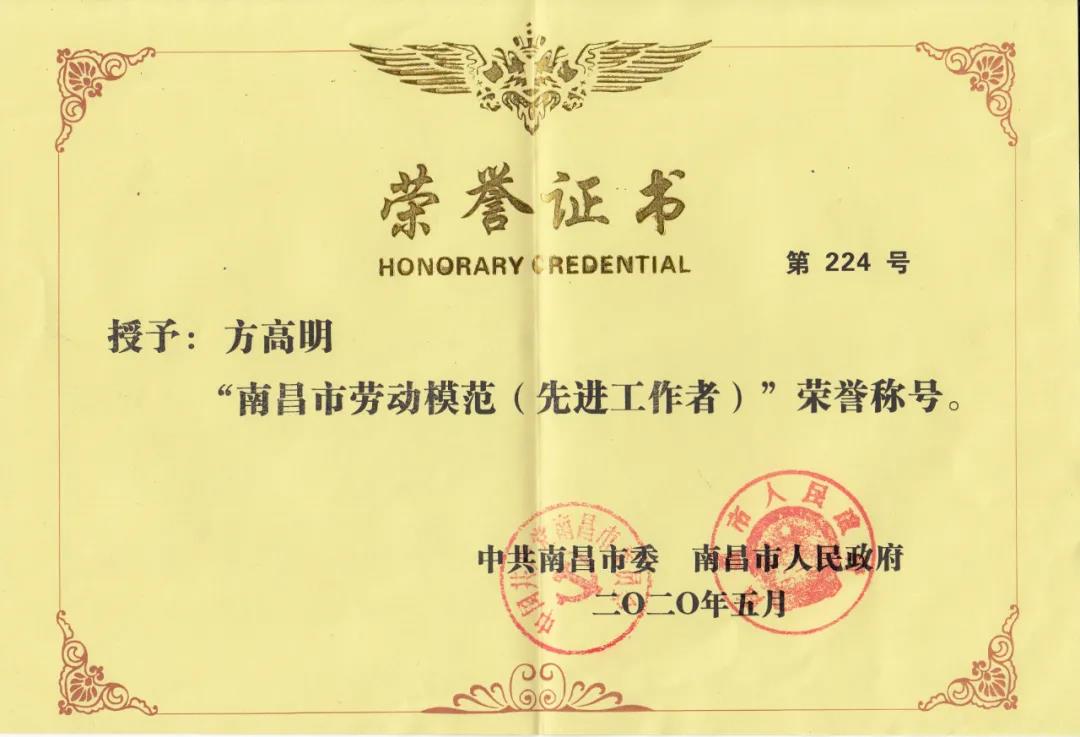 荣誉证书
HONORARY CREDENTIAL
第 224 号
授予：方高明
“南昌市劳动模范（先进工作者）”荣誉称号。
中共南昌市委 南昌市人民政府
二〇二〇年五月